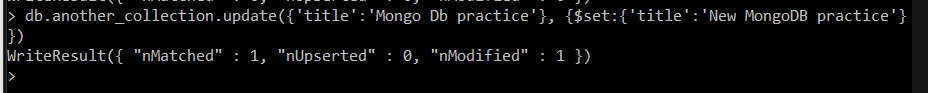 > db.another_collection.update({'title':'Mongo Db practice'}, {$set:{'title':'New MongoDB practice'}
})
WriteResult({ "nMatched" : 1, "nUpserted" : 0, "nModified" : 1 })
>